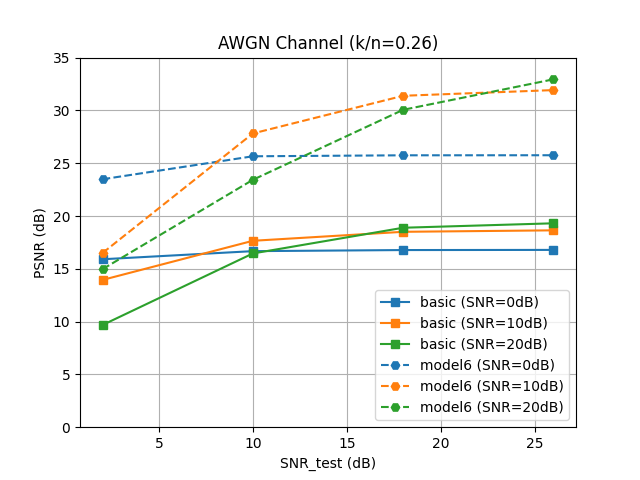 AWGN Channel (k/n=0.26)
35
30
25
20
15
10
5
0
PSNR (dB)
5
10
15
20
25
SNR_test (dB)
basic (SNR=0dB)
basic (SNR=10dB)
basic (SNR=20dB)
model6 (SNR=0dB)
model6 (SNR=10dB)
model6 (SNR=20dB)